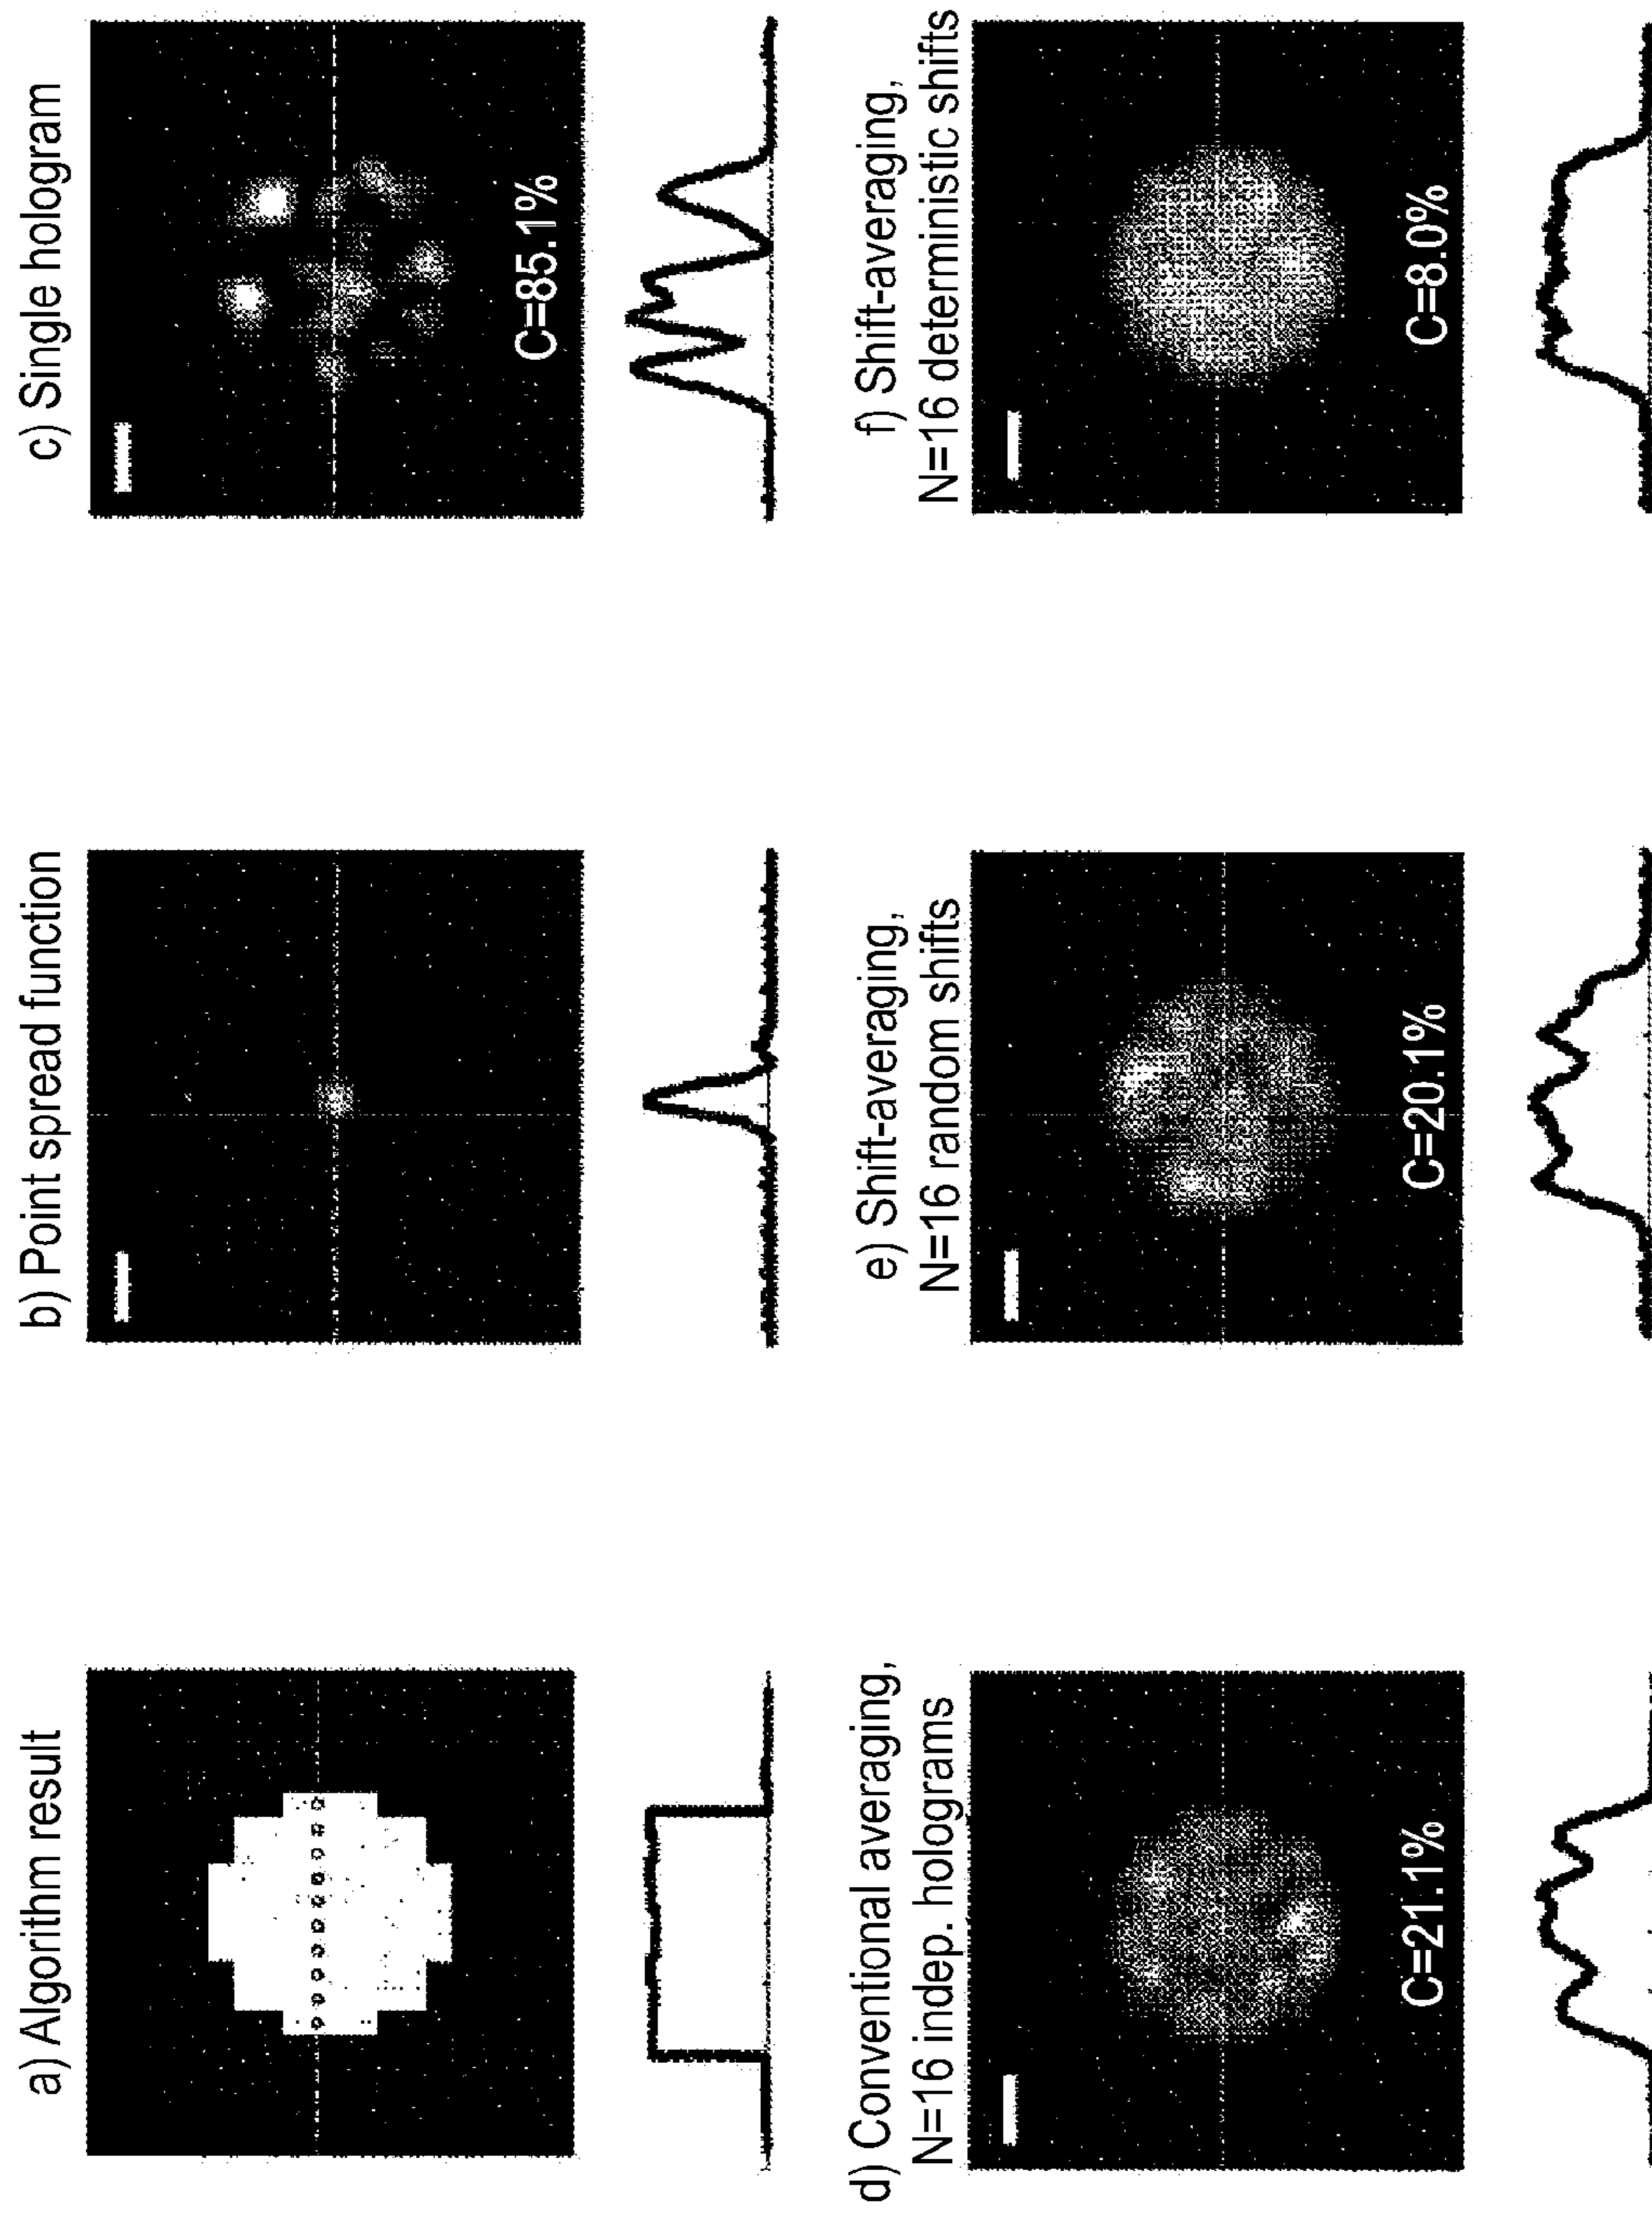 a) Algorithm result
b) Point spread function
c) Single hologram
C=85.1%
d) Conventional averaging,
N=16 indep. holograms
C=21.1%
e) Shift-averaging,
N=16 random shifts
C=20.1%
f) Shift-averaging,
N=16 deterministic shifts
C=8.0%